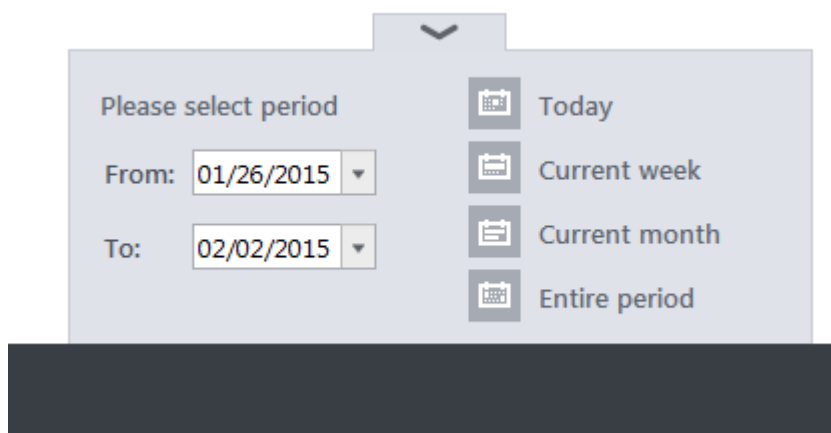 Please select period
From: 01/26/2015
To: 02/02/2015
Today
Current week
Current month
Entire period